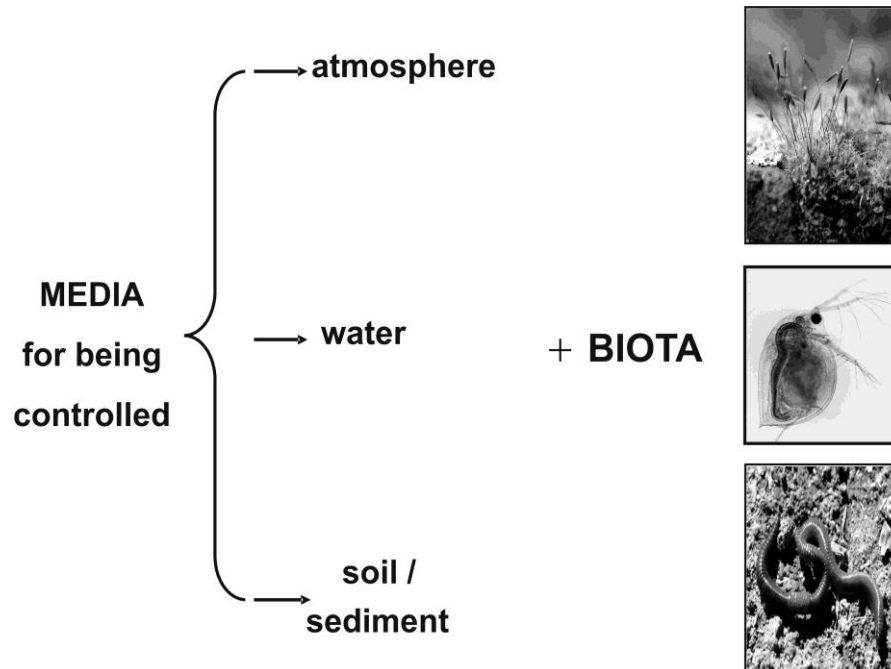 atmosphere
MEDIA
for being
controlled
water
+ BIOTA
soil /
sediment